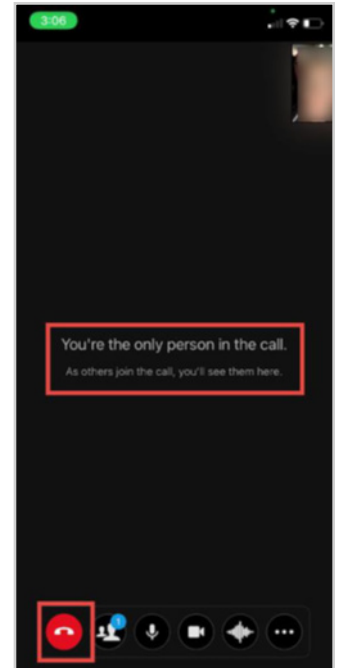 3:06
You're the only person in the call.
As others join the call, you'll see them here.
1